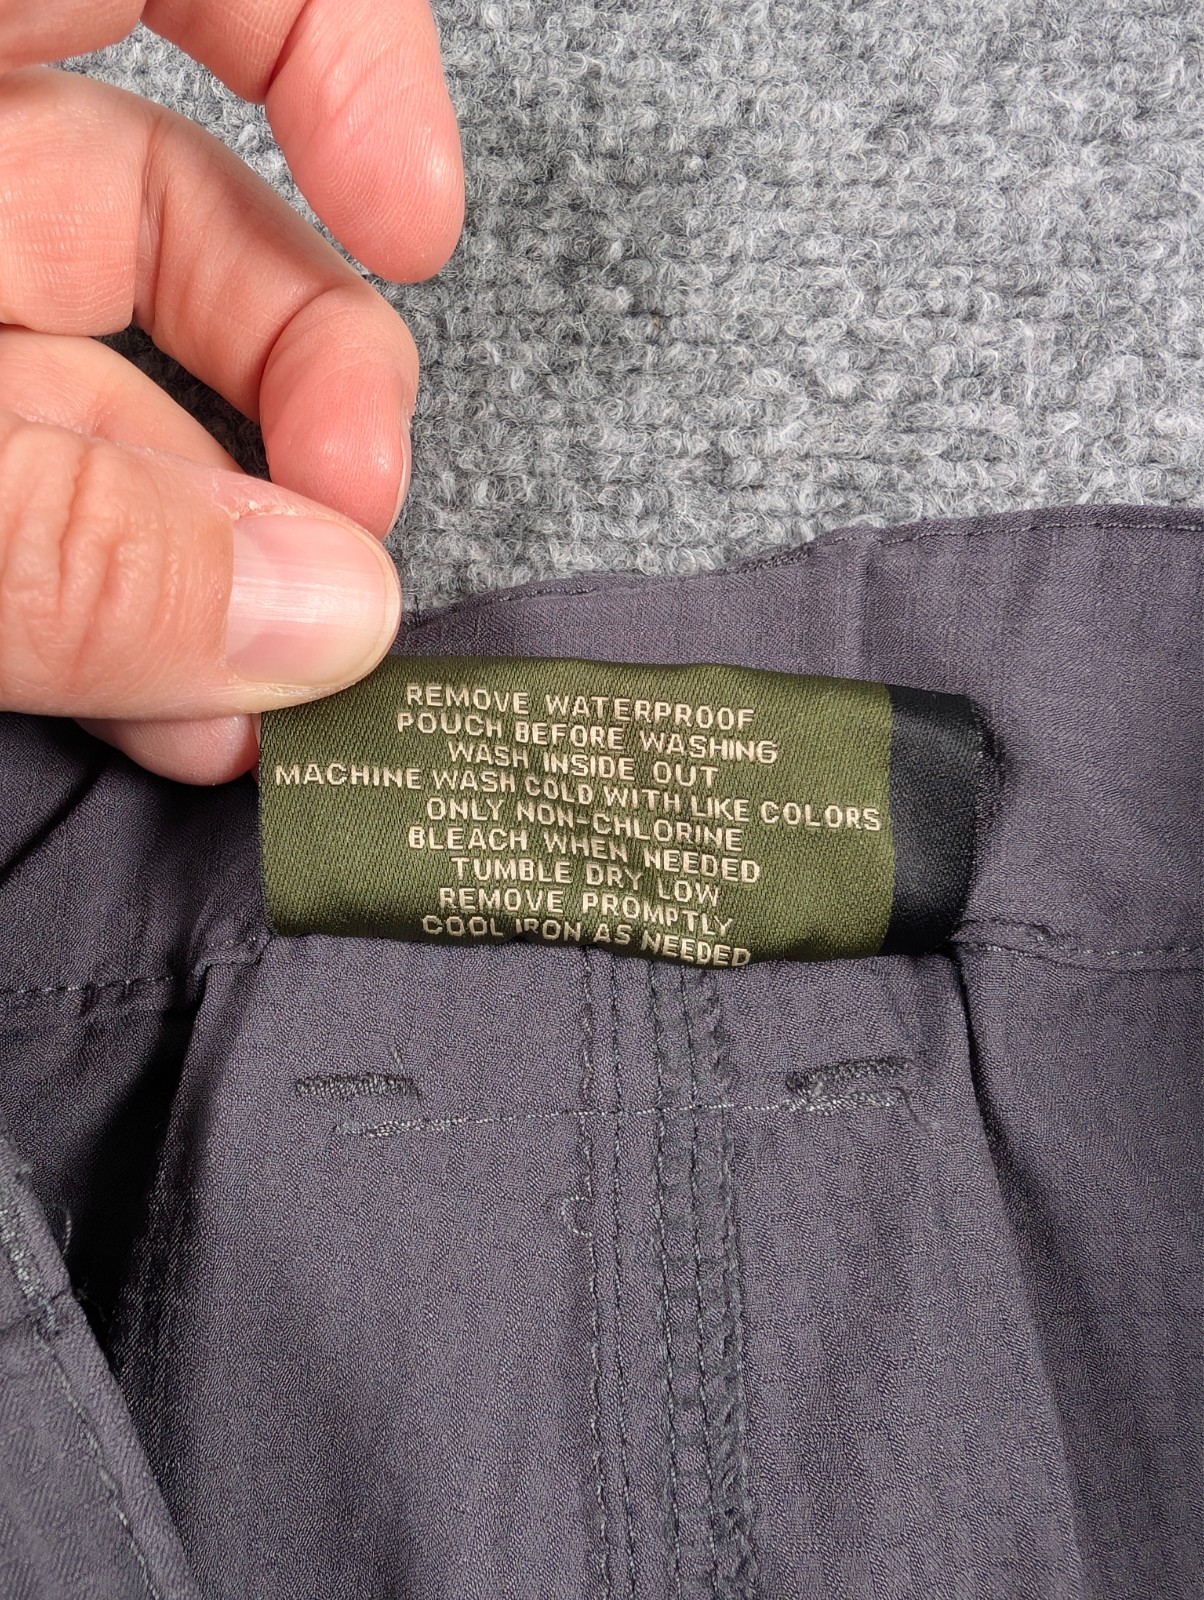 REMOVE WATERPROOF
POUCH BEFORE WASHING
WASH INSIDE OUT
MACHINE WASH COLD WITH LIKE COLORS
ONLY NON-CHLORINE
BLEACH WHEN NEEDED
TUMBLE DRY LOW
REMOVE PROMPTLY
COOL IRON AS NEEDED